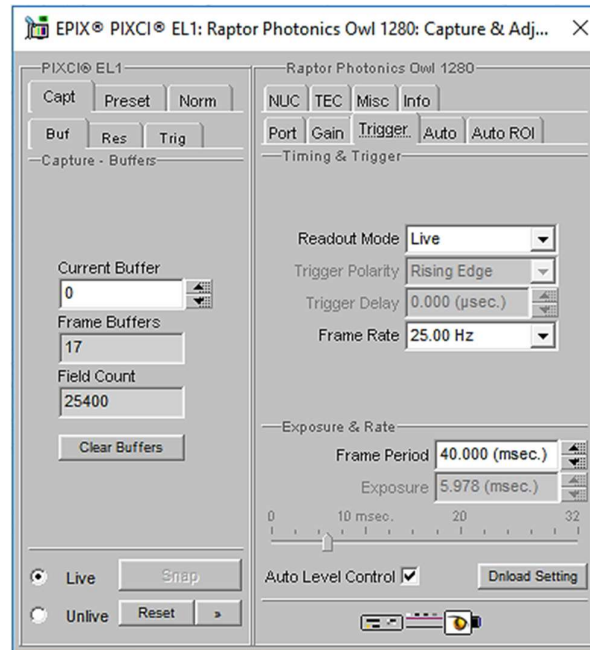 EPIX® PIXCI® EL1: Raptor Photonics Owl 1280: Capture & Adj...
PIXCI® EL1
Capt Preset Norm
Buf Res Trig
Capture - Buffers
Current Buffer
0
Frame Buffers
17
Field Count
25400
Clear Buffers
Live Snap
Unlive Reset »
Raptor Photonics Owl 1280
NUC TEC Misc Info
Port Gain Trigger Auto Auto ROI
Timing & Trigger
Readout Mode Live
Trigger Polarity Rising Edge
Trigger Delay 0.000 (µsec.)
Frame Rate 25.00 Hz
Exposure & Rate
Frame Period 40.000 (msec.)
Exposure 5.978 (msec.)
0 10 msec. 20 32
Auto Level Control Dnload Setting